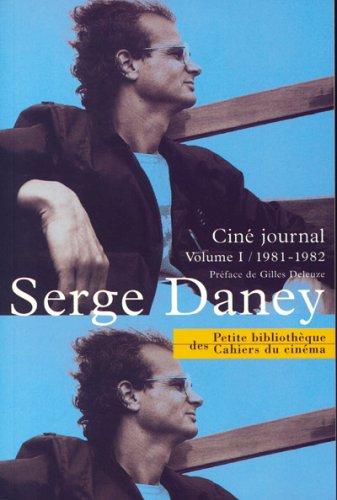 Ciné journal
Volume I / 1981-1982
Préface de Gilles Deleuze
Serge Daney
Petite bibliothèque
des Cahiers du cinéma